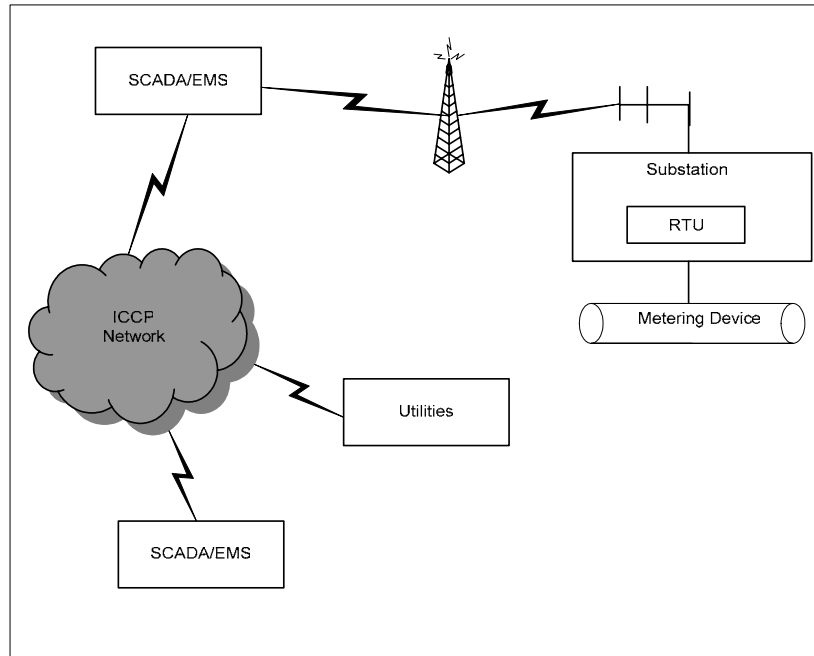 SCADA/EMS
Substation
RTU
Metering Device
ICCP
Network
Utilities
SCADA/EMS